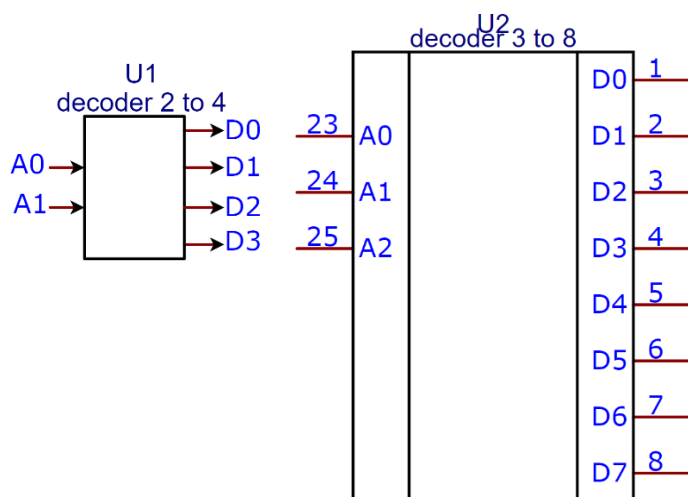 U1
decoder 2 to 4
A0
A1
D0
D1
D2
D3
U2
decoder 3 to 8
23 A0
24 A1
25 A2
D0 1
D1 2
D2 3
D3 4
D4 5
D5 6
D6 7
D7 8